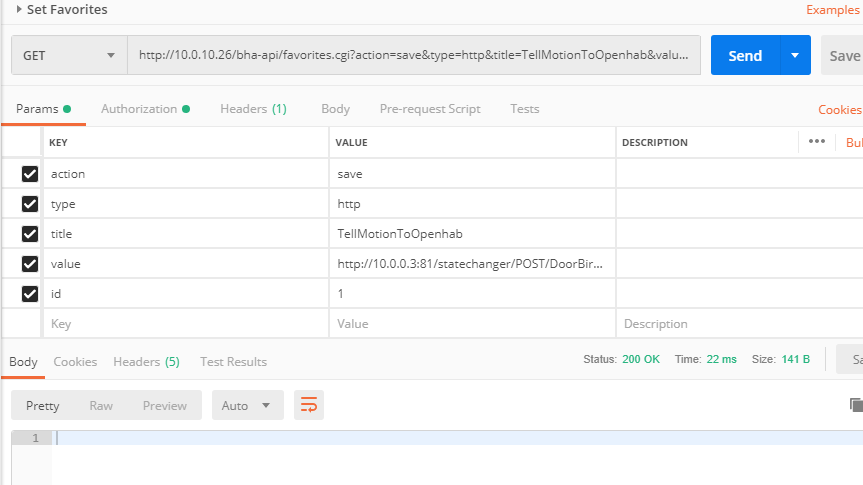 Set Favorites Examples
GET http://10.0.10.26/bha-api/favorites.cgi?action=save&type=http&title=TellMotionToOpenhab&valu... Send Save
Params Authorization Headers (1) Body Pre-request Script Tests Cookies
KEY VALUE DESCRIPTION ••• Bul
action save
type http
title TellMotionToOpenhab
value http://10.0.0.3:81/statechanger/POST/DoorBir...
id 1
Key Value Description
Body Cookies Headers (5) Test Results Status: 200 OK Time: 22 ms Size: 141 B Sa
Pretty Raw Preview Auto
1